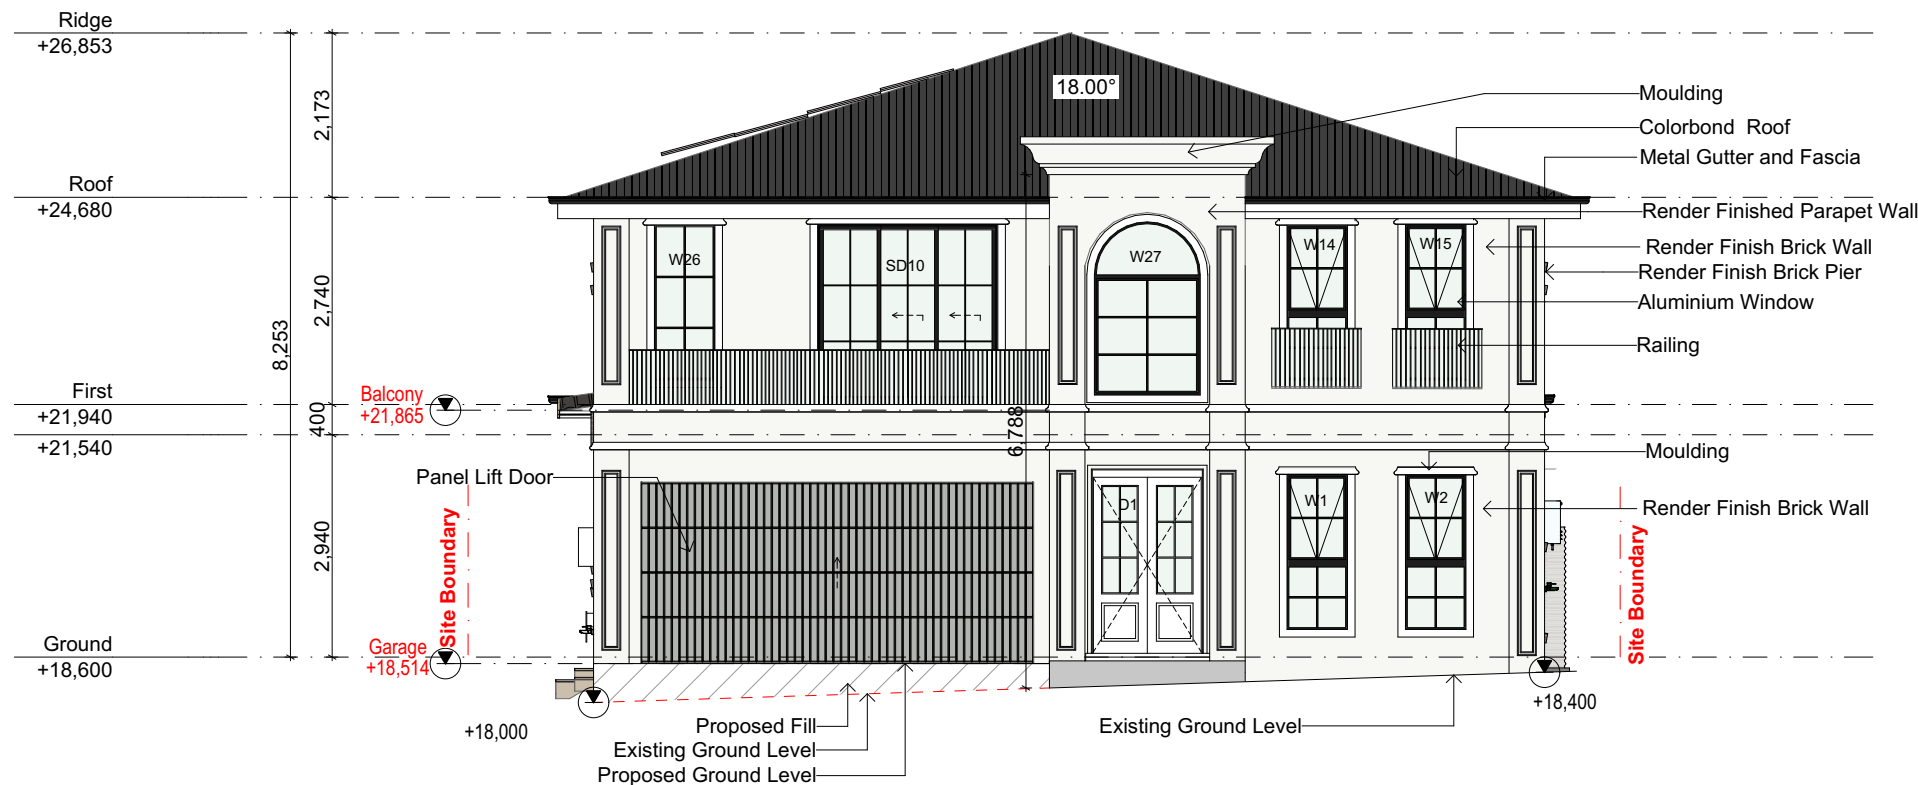 Ridge
+26,853
2,173
18.00°
Moulding
Colorbond Roof
Metal Gutter and Fascia
Roof
+24,680
Render Finished Parapet Wall
W26
SD10
W27
W14
W15
Render Finish Brick Wall
Render Finish Brick Pier
Aluminium Window
Railing
2,740
8,253
First
+21,940
+21,540
400
Balcony
+21,865
6,788
Moulding
Panel Lift Door
D1
W1
W2
Render Finish Brick Wall
2,940
Site Boundary
Site Boundary
Ground
+18,600
Garage
+18,514
+18,000
+18,400
Proposed Fill
Existing Ground Level
Proposed Ground Level
Existing Ground Level